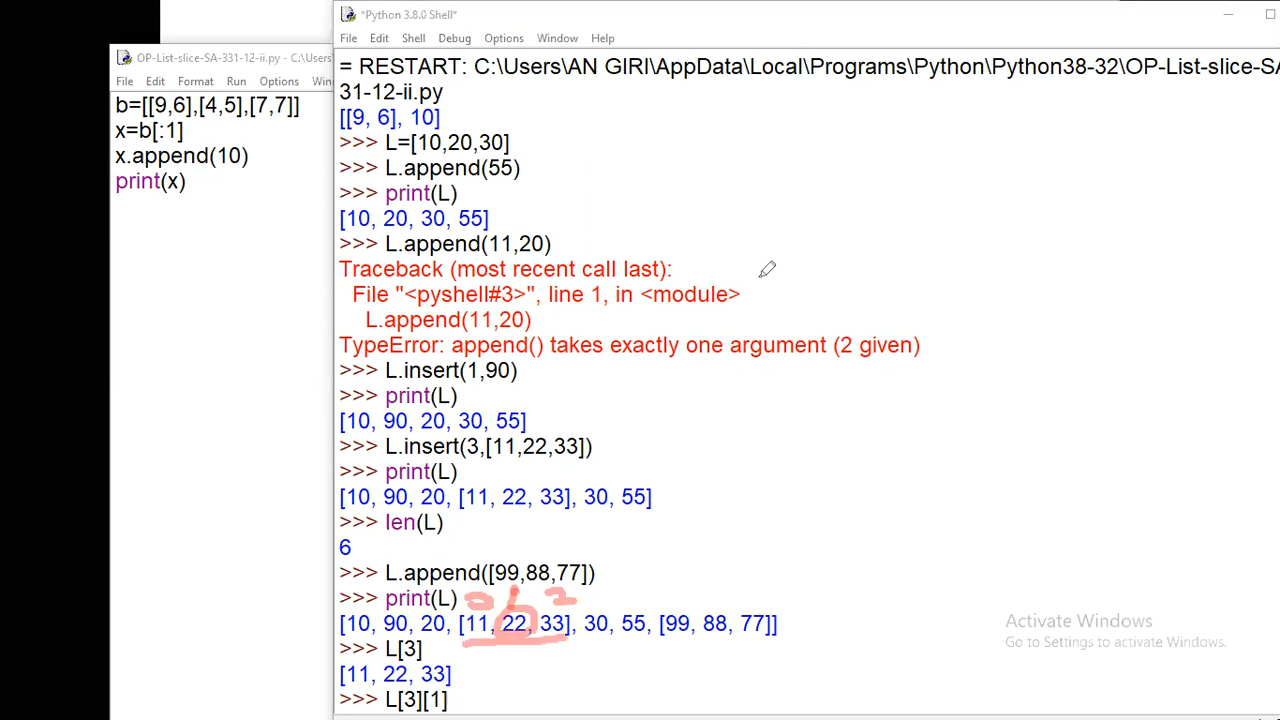 OP-List-slice-SA-331-12-ii.py - C:\Users
File Edit Format Run Options Win
b=[[9,6],[4,5],[7,7]]
x=b[:1]
x.append(10)
print(x)
*Python 3.8.0 Shell*
File Edit Shell Debug Options Window Help
= RESTART: C:\Users\AN GIRI\AppData\Local\Programs\Python\Python38-32\OP-List-slice-SA
31-12-ii.py
[[9, 6], 10]
>>> L=[10,20,30]
>>> L.append(55)
>>> print(L)
[10, 20, 30, 55]
>>> L.append(11,20)
Traceback (most recent call last):
File "<pyshell#3>", line 1, in <module>
L.append(11,20)
TypeError: append() takes exactly one argument (2 given)
>>> L.insert(1,90)
>>> print(L)
[10, 90, 20, 30, 55]
>>> L.insert(3,[11,22,33])
>>> print(L)
[10, 90, 20, [11, 22, 33], 30, 55]
>>> len(L)
6
>>> L.append([99,88,77])
>>> print(L)
0 1 2
[10, 90, 20, [11, 22, 33], 30, 55, [99, 88, 77]]
>>> L[3]
[11, 22, 33]
>>> L[3][1]
Activate Windows
Go to Settings to activate Windows.